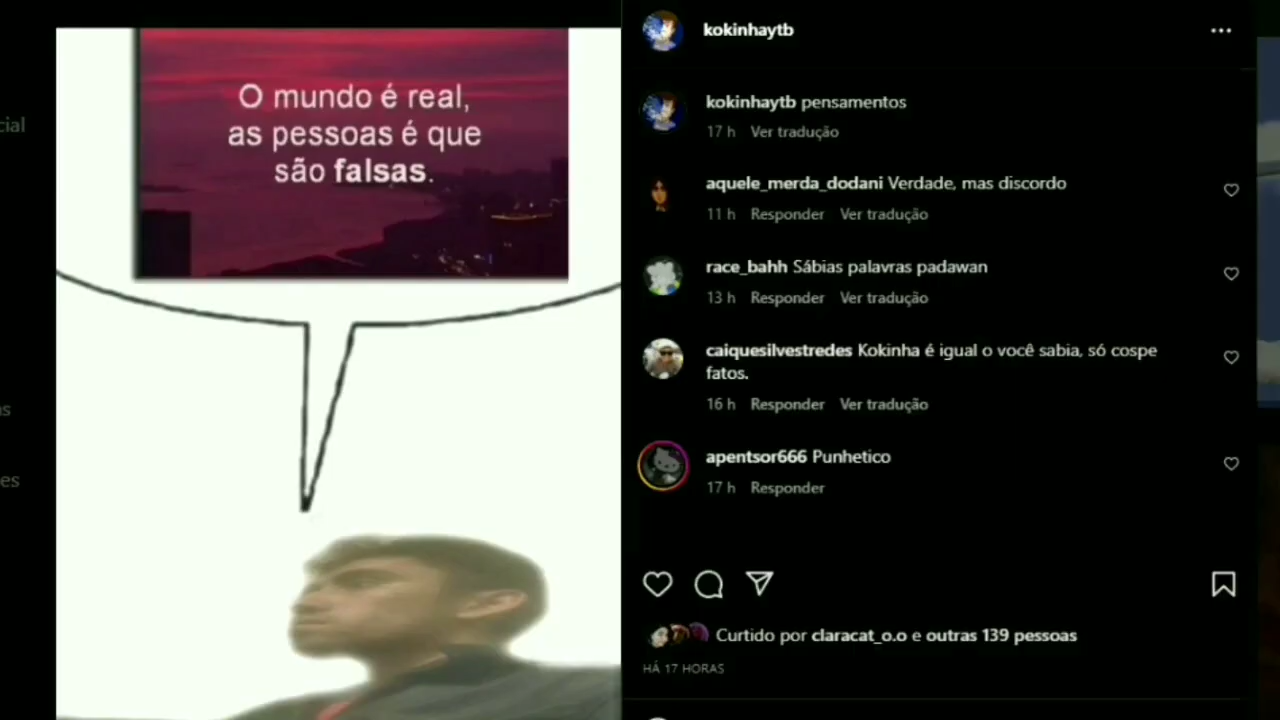 O mundo é real,
as pessoas é que
são falsas.
cial
s
es
kokinhaytb
kokinhaytb pensamentos
17 h Ver tradução
aquele_merda_dodani Verdade, mas discordo
11 h Responder Ver tradução
race_bahh Sábias palavras padawan
13 h Responder Ver tradução
caiquesilvestredes Kokinha é igual o você sabia, só cospe
fatos.
16 h Responder Ver tradução
apentsor666 Punhetico
17 h Responder
Curtido por claracat_o.o e outras 139 pessoas
HÁ 17 HORAS